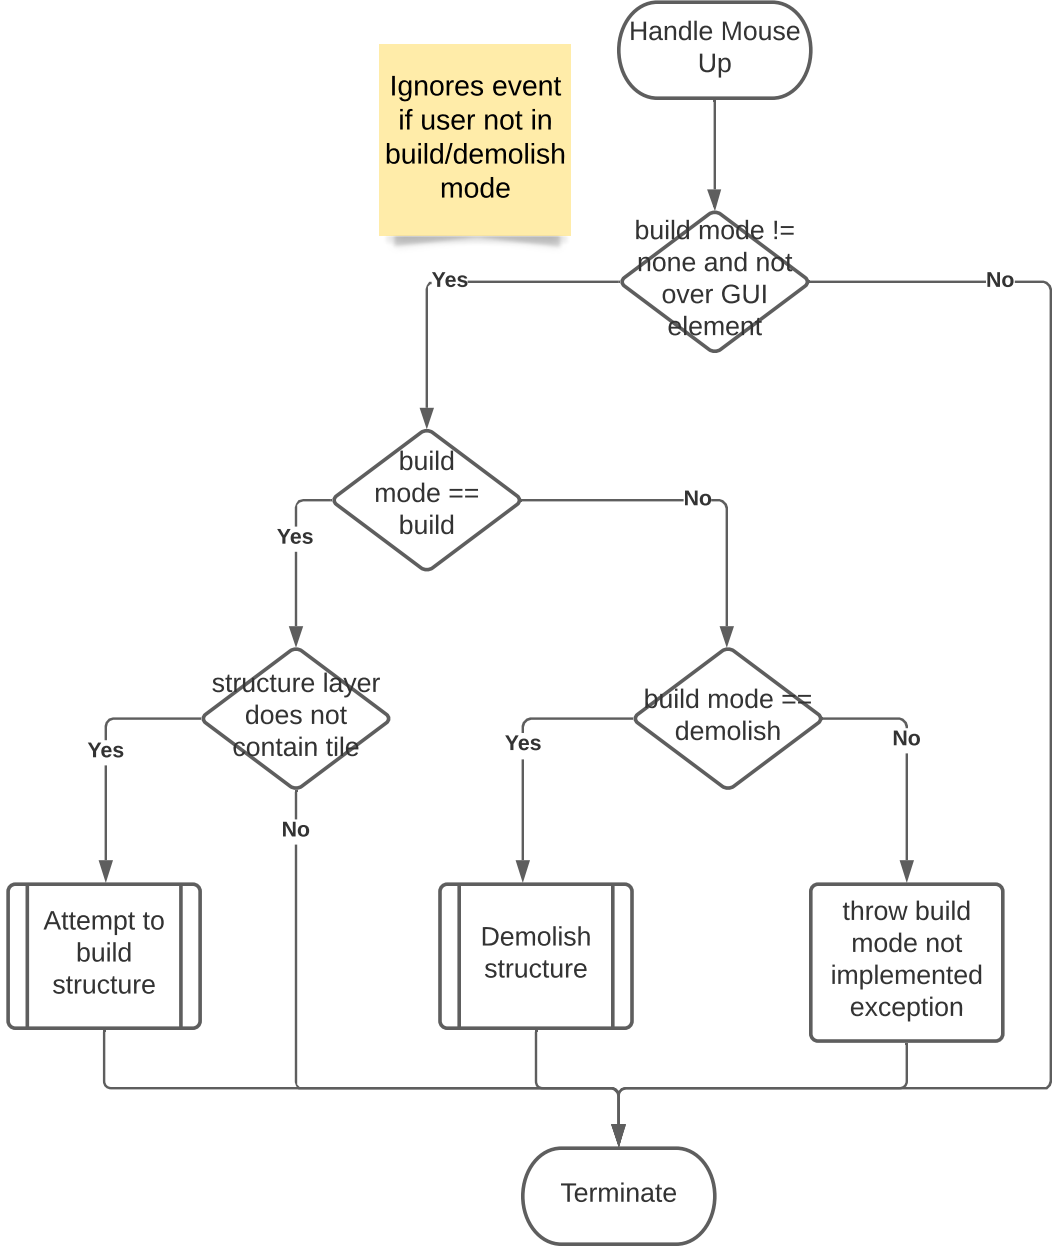 Handle Mouse
Up
Ignores event
if user not in
build/demolish
mode
build mode !=
none and not
over GUI
element
Yes
No
build
mode ==
build
Yes
No
structure layer
does not
contain tile
build mode ==
demolish
Yes
No
Yes
No
Attempt to
build
structure
Demolish
structure
throw build
mode not
implemented
exception
Terminate